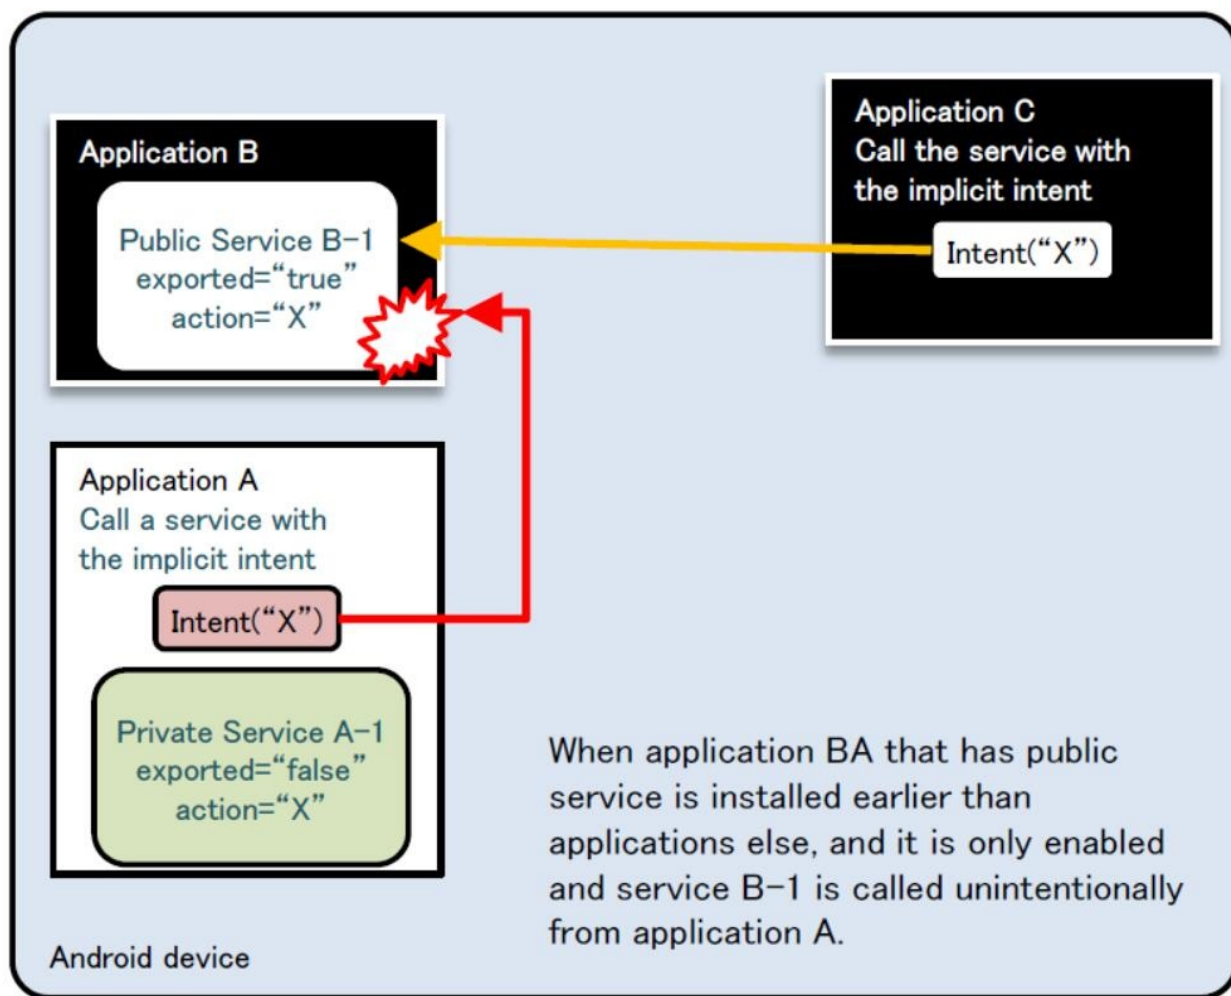 Application B
Public Service B-1
exported=“true”
action=“X”
Application C
Call the service with
the implicit intent
Intent(“X”)
Application A
Call a service with
the implicit intent
Intent(“X”)
Private Service A-1
exported=“false”
action=“X”
When application BA that has public
service is installed earlier than
applications else, and it is only enabled
and service B-1 is called unintentionally
from application A.
Android device